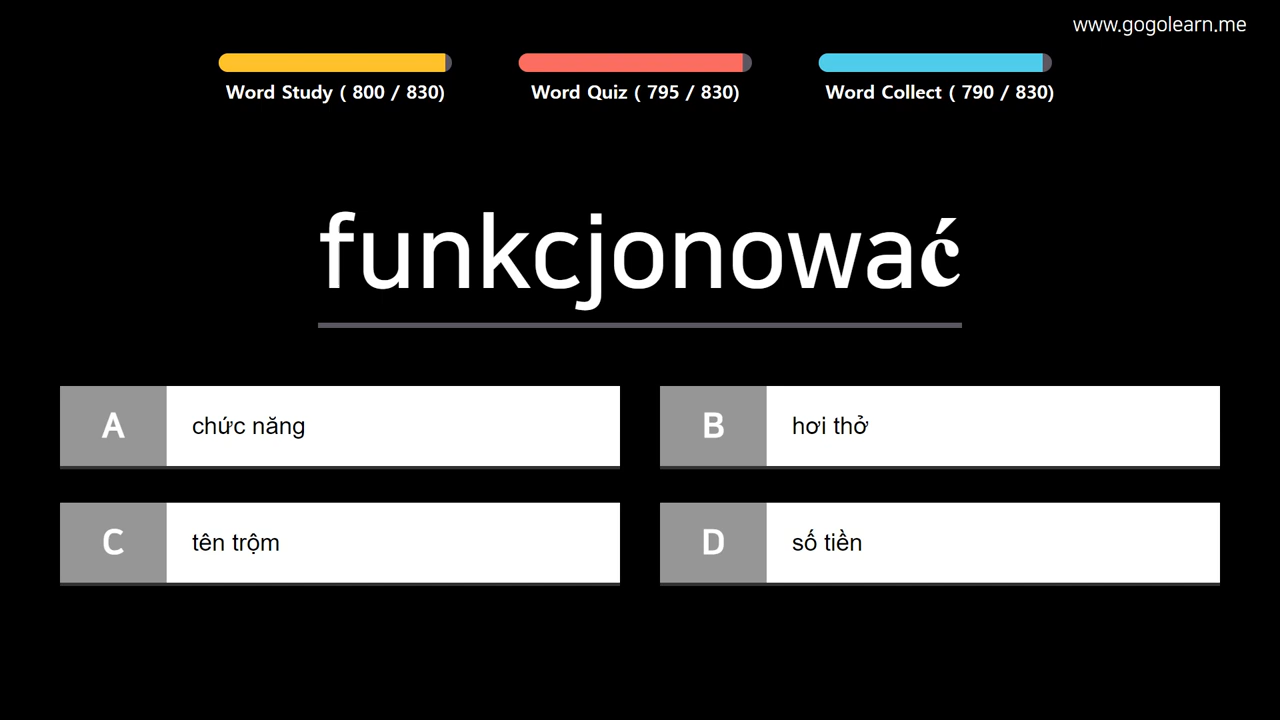 www.gogolearn.me
Word Study ( 800 / 830)
Word Quiz ( 795 / 830)
Word Collect ( 790 / 830)
funkcjonować
A chức năng
B hơi thở
C tên trộm
D số tiền